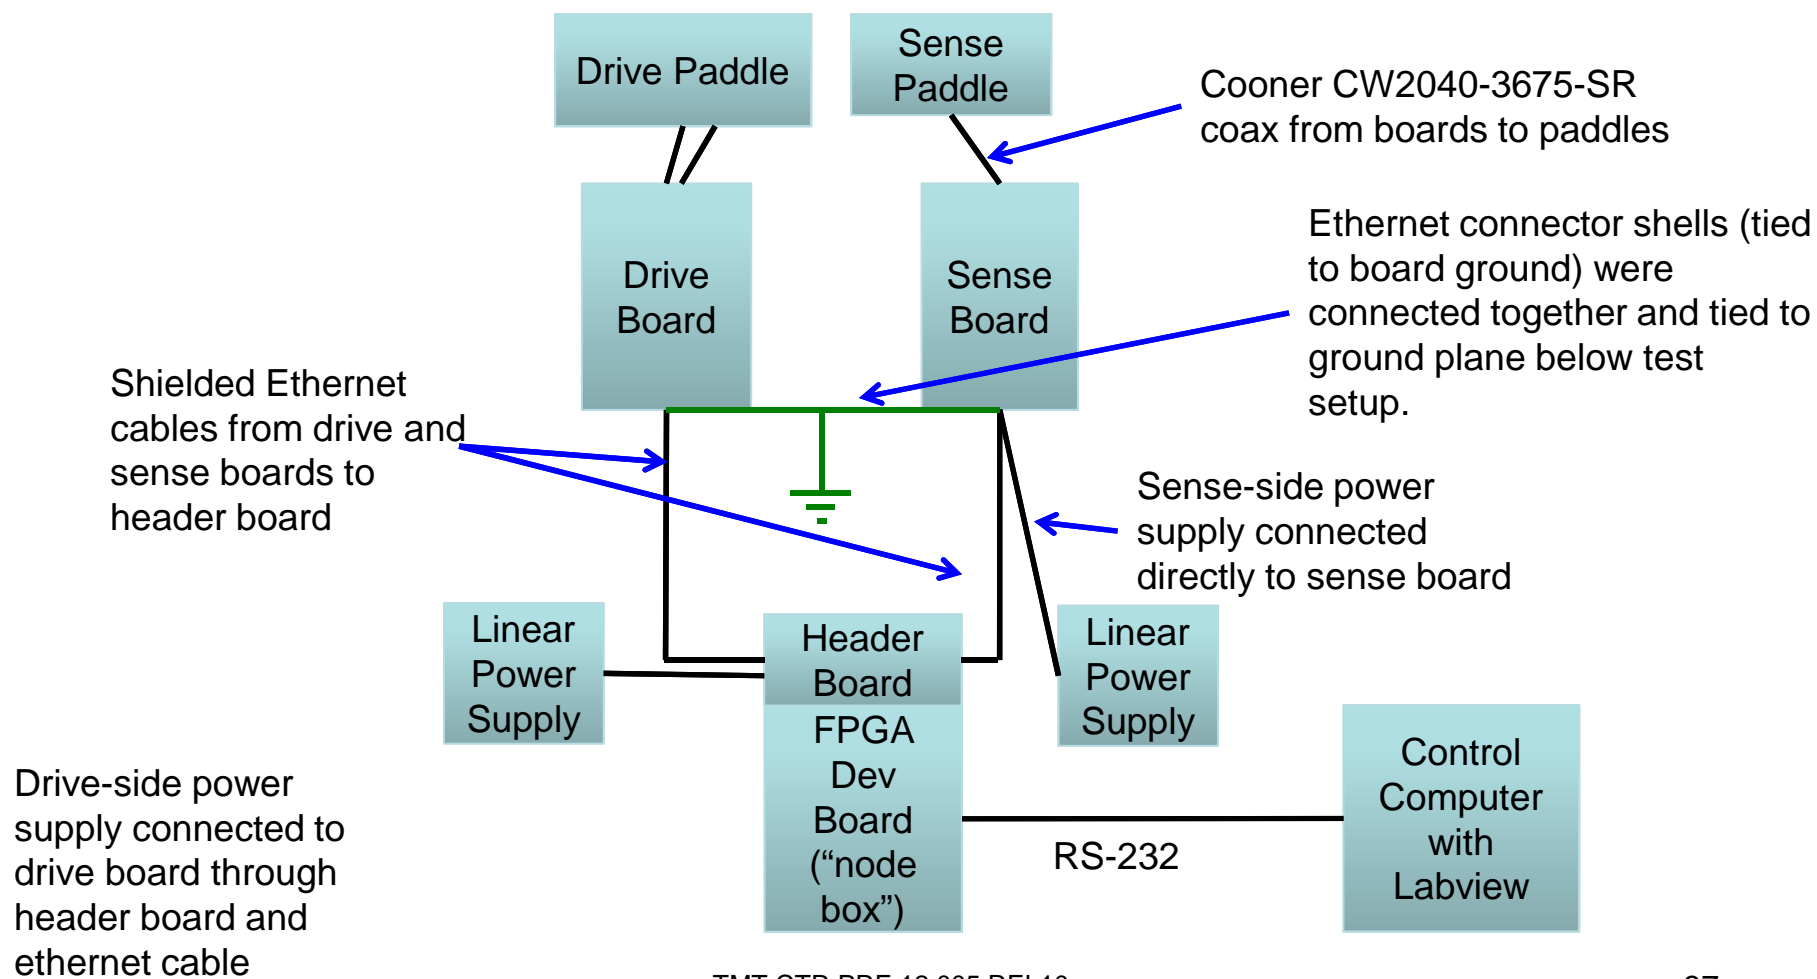 Drive Paddle
Sense
Paddle
Cooner CW2040-3675-SR
coax from boards to paddles
Drive
Board
Sense
Board
Ethernet connector shells (tied
to board ground) were
connected together and tied to
ground plane below test
setup.
Shielded Ethernet
cables from drive and
sense boards to
header board
Sense-side power
supply connected
directly to sense board
Linear
Power
Supply
Header
Board
Linear
Power
Supply
FPGA
Dev
Board
(“node
box”)
RS-232
Control
Computer
with
Labview
Drive-side power
supply connected to
drive board through
header board and
ethernet cable